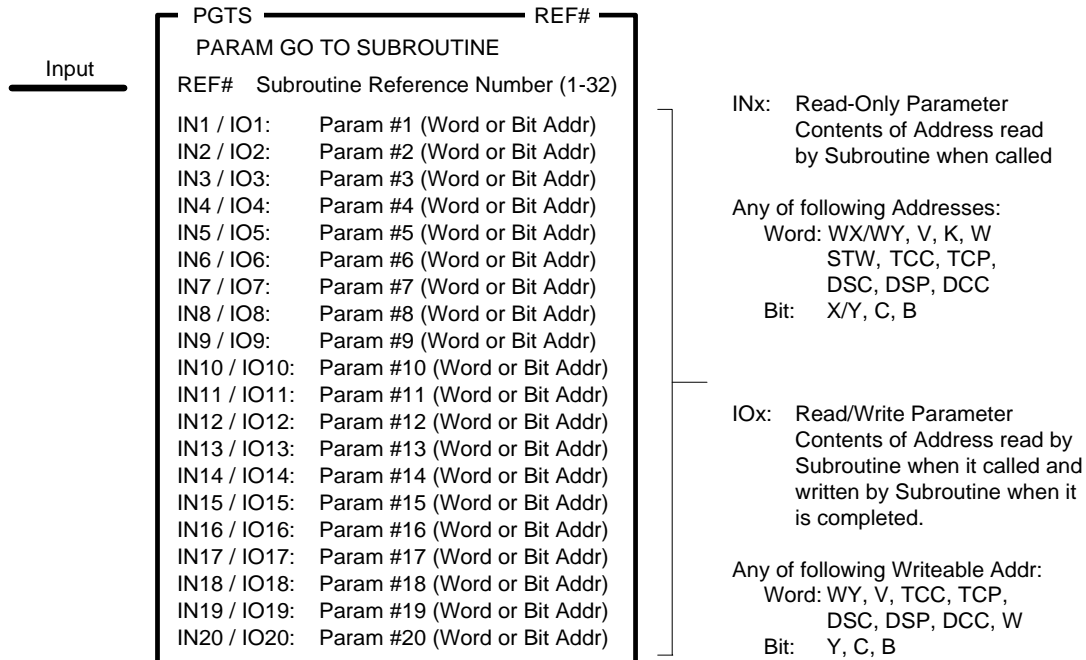 PGTS REF#
PARAM GO TO SUBROUTINE
Input
REF# Subroutine Reference Number (1-32)
IN1 / IO1: Param #1 (Word or Bit Addr)
IN2 / IO2: Param #2 (Word or Bit Addr)
IN3 / IO3: Param #3 (Word or Bit Addr)
IN4 / IO4: Param #4 (Word or Bit Addr)
IN5 / IO5: Param #5 (Word or Bit Addr)
IN6 / IO6: Param #6 (Word or Bit Addr)
IN7 / IO7: Param #7 (Word or Bit Addr)
IN8 / IO8: Param #8 (Word or Bit Addr)
IN9 / IO9: Param #9 (Word or Bit Addr)
IN10 / IO10: Param #10 (Word or Bit Addr)
IN11 / IO11: Param #11 (Word or Bit Addr)
IN12 / IO12: Param #12 (Word or Bit Addr)
IN13 / IO13: Param #13 (Word or Bit Addr)
IN14 / IO14: Param #14 (Word or Bit Addr)
IN15 / IO15: Param #15 (Word or Bit Addr)
IN16 / IO16: Param #16 (Word or Bit Addr)
IN17 / IO17: Param #17 (Word or Bit Addr)
IN18 / IO18: Param #18 (Word or Bit Addr)
IN19 / IO19: Param #19 (Word or Bit Addr)
IN20 / IO20: Param #20 (Word or Bit Addr)
INx: Read-Only Parameter
Contents of Address read
by Subroutine when called
Any of following Addresses:
Word: WX/WY, V, K, W
STW, TCC, TCP,
DSC, DSP, DCC
Bit: X/Y, C, B
IOx: Read/Write Parameter
Contents of Address read by
Subroutine when it called and
written by Subroutine when it
is completed.
Any of following Writeable Addr:
Word: WY, V, TCC, TCP,
DSC, DSP, DCC, W
Bit: Y, C, B